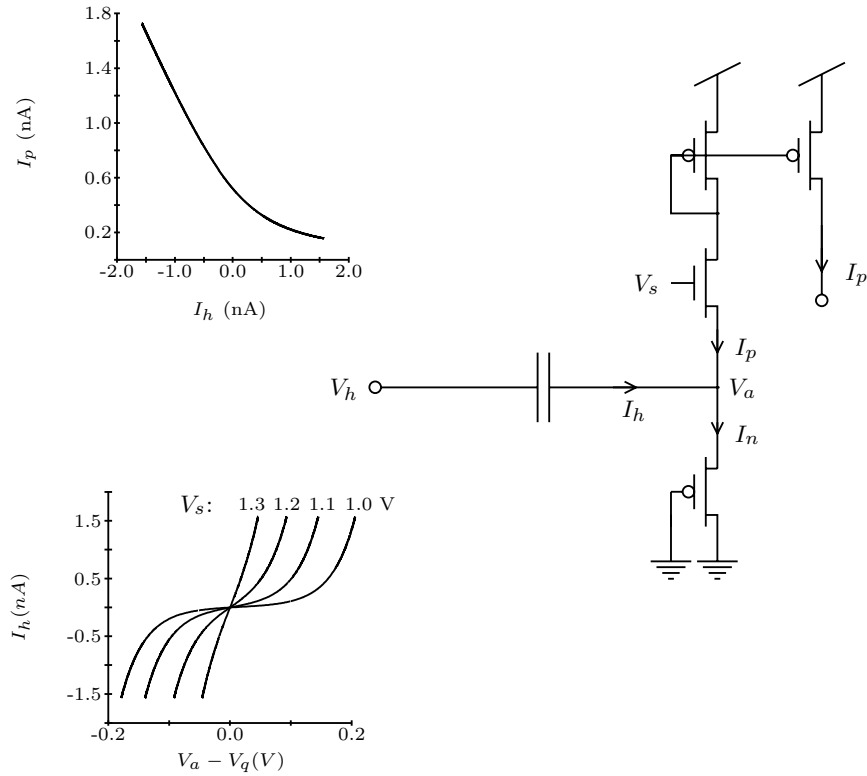 1.8
1.4
1.0
0.6
0.2
I_p (nA)
-2.0 -1.0 0.0 1.0 2.0
I_h (nA)
V_s
I_p
I_p
V_h
I_h
V_a
I_n
V_s: 1.3 1.2 1.1 1.0 V
1.5
0.5
-0.5
-1.5
I_h(nA)
-0.2 0.0 0.2
V_a − V_q(V)